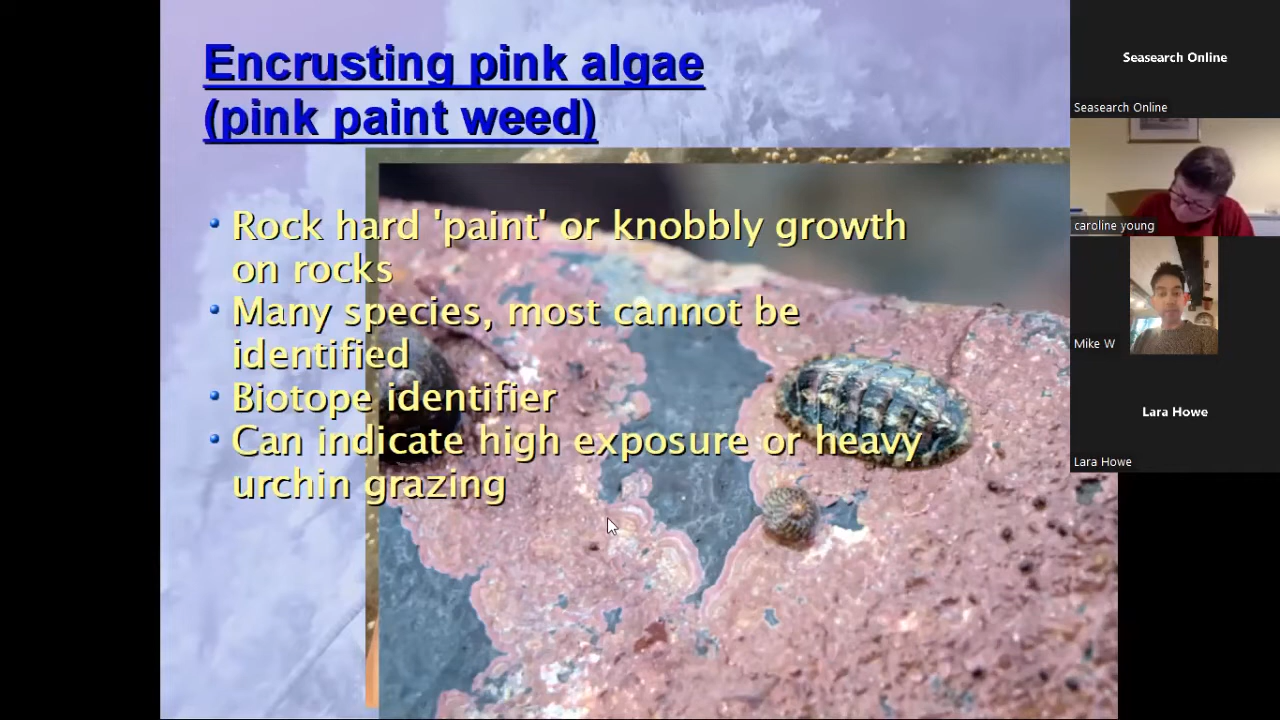 Encrusting pink algae
(pink paint weed)
Rock hard 'paint' or knobbly growth
on rocks
Many species, most cannot be
identified
Biotope identifier
Can indicate high exposure or heavy
urchin grazing
Seasearch Online
Seasearch Online
caroline young
Mike W
Lara Howe
Lara Howe